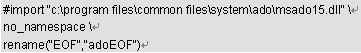 #import "c:\program files\common files\system\ado\msado15.dll" \
no_namespace \
rename("EOF","adoEOF")